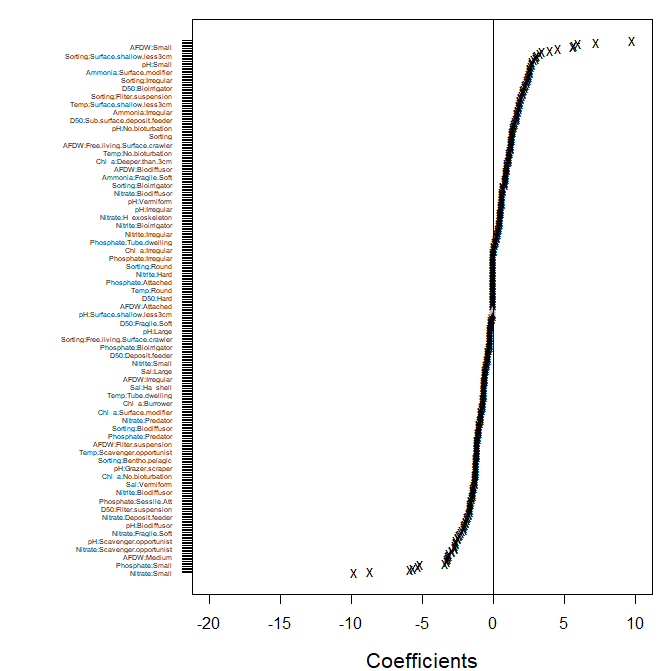 AFDW:Small
Sorting:Surface.shallow.less3cm
pH:Small
Ammonia:Surface.modifier
Sorting:Irregular
D50:Bioirrigator
Sorting:Filter.suspension
Temp:Surface.shallow.less3cm
Ammonia:Irregular
D50:Sub.surface.deposit.feeder
pH:No.bioturbation
Sorting
AFDW:Free.living.Surface.crawler
Temp:No.bioturbation
Chl_a:Deeper.than.3cm
AFDW:Biodiffusor
Ammonia:Fragile.Soft
Sorting:Bioirrigator
Nitrate:Biodiffusor
pH:Vermiform
pH:Irregular
Nitrate:H_exoskeleton
Nitrite:Bioirrigator
Nitrite:Irregular
Phosphate:Tube.dwelling
Chl_a:Irregular
Phosphate:Irregular
Sorting:Round
Nitrite:Hard
Phosphate:Attached
Temp:Round
D50:Hard
AFDW:Attached
pH:Surface.shallow.less3cm
D50:Fragile.Soft
pH:Large
Sorting:Free.living.Surface.crawler
Phosphate:Bioirrigator
D50:Deposit.feeder
Nitrite:Small
Sal:Large
AFDW:Irregular
Sal:Ha_shell
Temp:Tube.dwelling
Chl_a:Burrower
Chl_a:Surface.modifier
Nitrate:Predator
Sorting:Biodiffusor
Phosphate:Predator
AFDW:Filter.suspension
Temp:Scavenger.opportunist
Sorting:Bentho.pelagic
pH:Grazer.scraper
Chl_a:No.bioturbation
Sal:Vermiform
Nitrite:Biodiffusor
Phosphate:Sessile.Att
D50:Filter.suspension
Nitrate:Deposit.feeder
pH:Biodiffusor
Nitrate:Fragile.Soft
pH:Scavenger.opportunist
Nitrate:Scavenger.opportunist
AFDW:Medium
Phosphate:Small
Nitrate:Small
-20 -15 -10 -5 0 5 10
Coefficients